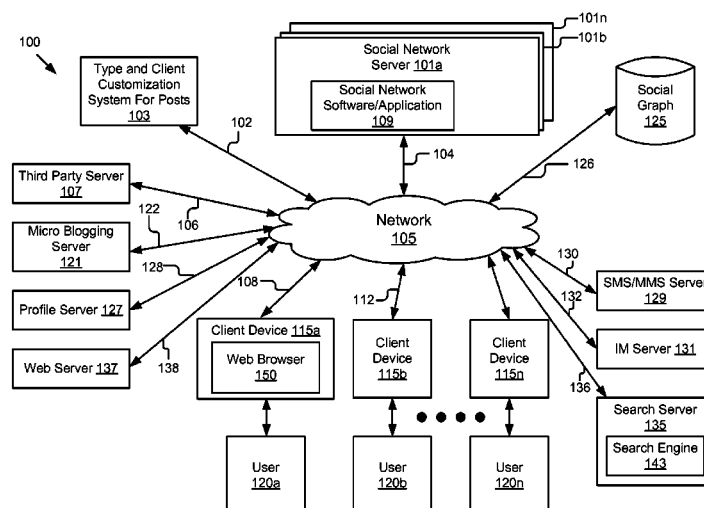 100
Type and Client
Customization
System For Posts
103
102
Social Network
Server 101a
101n
101b
Social Network
Software/Application
109
104
Social
Graph
125
126
Third Party Server
107
106
Micro Blogging
Server
121
122
Network
105
Profile Server 127
128
Web Server 137
138
108
Client Device 115a
Web Browser
150
112
Client
Device
115b
Client
Device
115n
130
SMS/MMS Server
129
132
IM Server 131
136
Search Server
135
Search Engine
143
User
120a
User
120b
User
120n